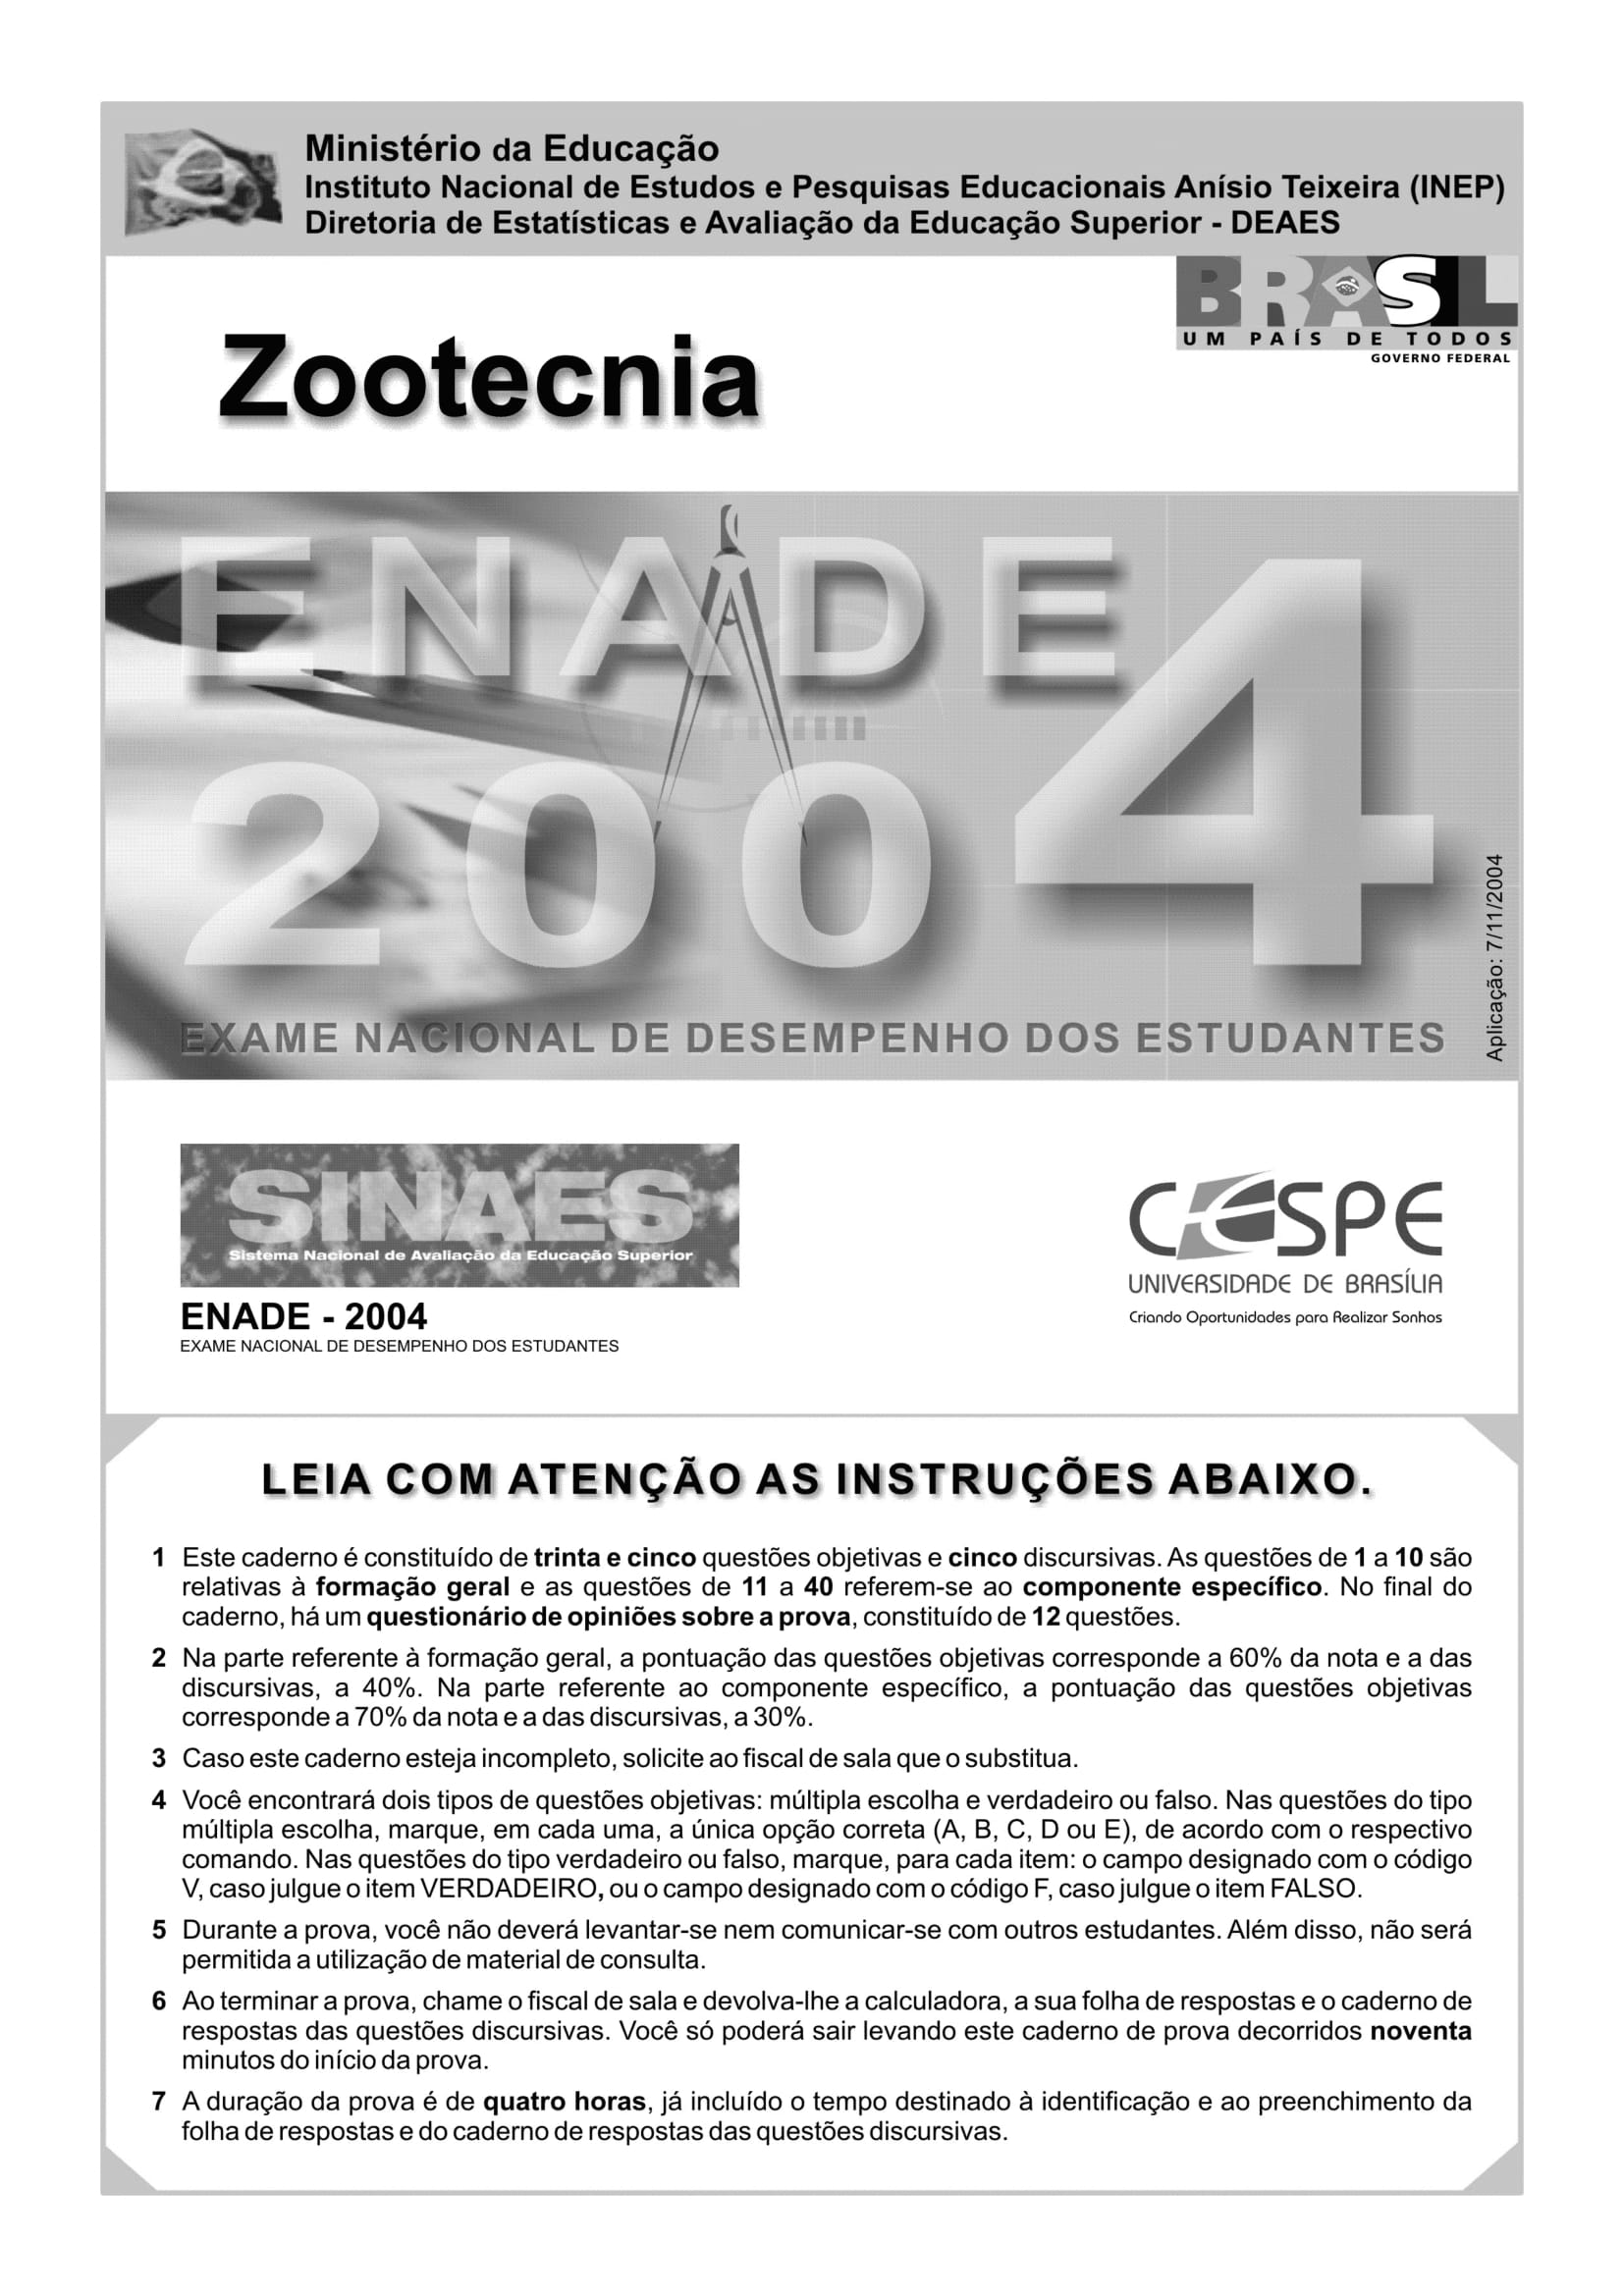 Ministério da Educação
Instituto Nacional de Estudos e Pesquisas Educacionais Anísio Teixeira (INEP)
Diretoria de Estatísticas e Avaliação da Educação Superior - DEAES
BRASIL
UM PAÍS DE TODOS
GOVERNO FEDERAL
Zootecnia
ENADE
2004
EXAME NACIONAL DE DESEMPENHO DOS ESTUDANTES
Aplicação: 7/11/2004
SINAES
Sistema Nacional de Avaliação da Educação Superior
ENADE - 2004
EXAME NACIONAL DE DESEMPENHO DOS ESTUDANTES
CESPE
UNIVERSIDADE DE BRASÍLIA
Criando Oportunidades para Realizar Sonhos
LEIA COM ATENÇÃO AS INSTRUÇÕES ABAIXO.
1 Este caderno é constituído de trinta e cinco questões objetivas e cinco discursivas. As questões de 1 a 10 são
relativas à formação geral e as questões de 11 a 40 referem-se ao componente específico. No final do
caderno, há um questionário de opiniões sobre a prova, constituído de 12 questões.
2 Na parte referente à formação geral, a pontuação das questões objetivas corresponde a 60% da nota e a das
discursivas, a 40%. Na parte referente ao componente específico, a pontuação das questões objetivas
corresponde a 70% da nota e a das discursivas, a 30%.
3 Caso este caderno esteja incompleto, solicite ao fiscal de sala que o substitua.
4 Você encontrará dois tipos de questões objetivas: múltipla escolha e verdadeiro ou falso. Nas questões do tipo
múltipla escolha, marque, em cada uma, a única opção correta (A, B, C, D ou E), de acordo com o respectivo
comando. Nas questões do tipo verdadeiro ou falso, marque, para cada item: o campo designado com o código
V, caso julgue o item VERDADEIRO, ou o campo designado com o código F, caso julgue o item FALSO.
5 Durante a prova, você não deverá levantar-se nem comunicar-se com outros estudantes. Além disso, não será
permitida a utilização de material de consulta.
6 Ao terminar a prova, chame o fiscal de sala e devolva-lhe a calculadora, a sua folha de respostas e o caderno de
respostas das questões discursivas. Você só poderá sair levando este caderno de prova decorridos noventa
minutos do início da prova.
7 A duração da prova é de quatro horas, já incluído o tempo destinado à identificação e ao preenchimento da
folha de respostas e do caderno de respostas das questões discursivas.